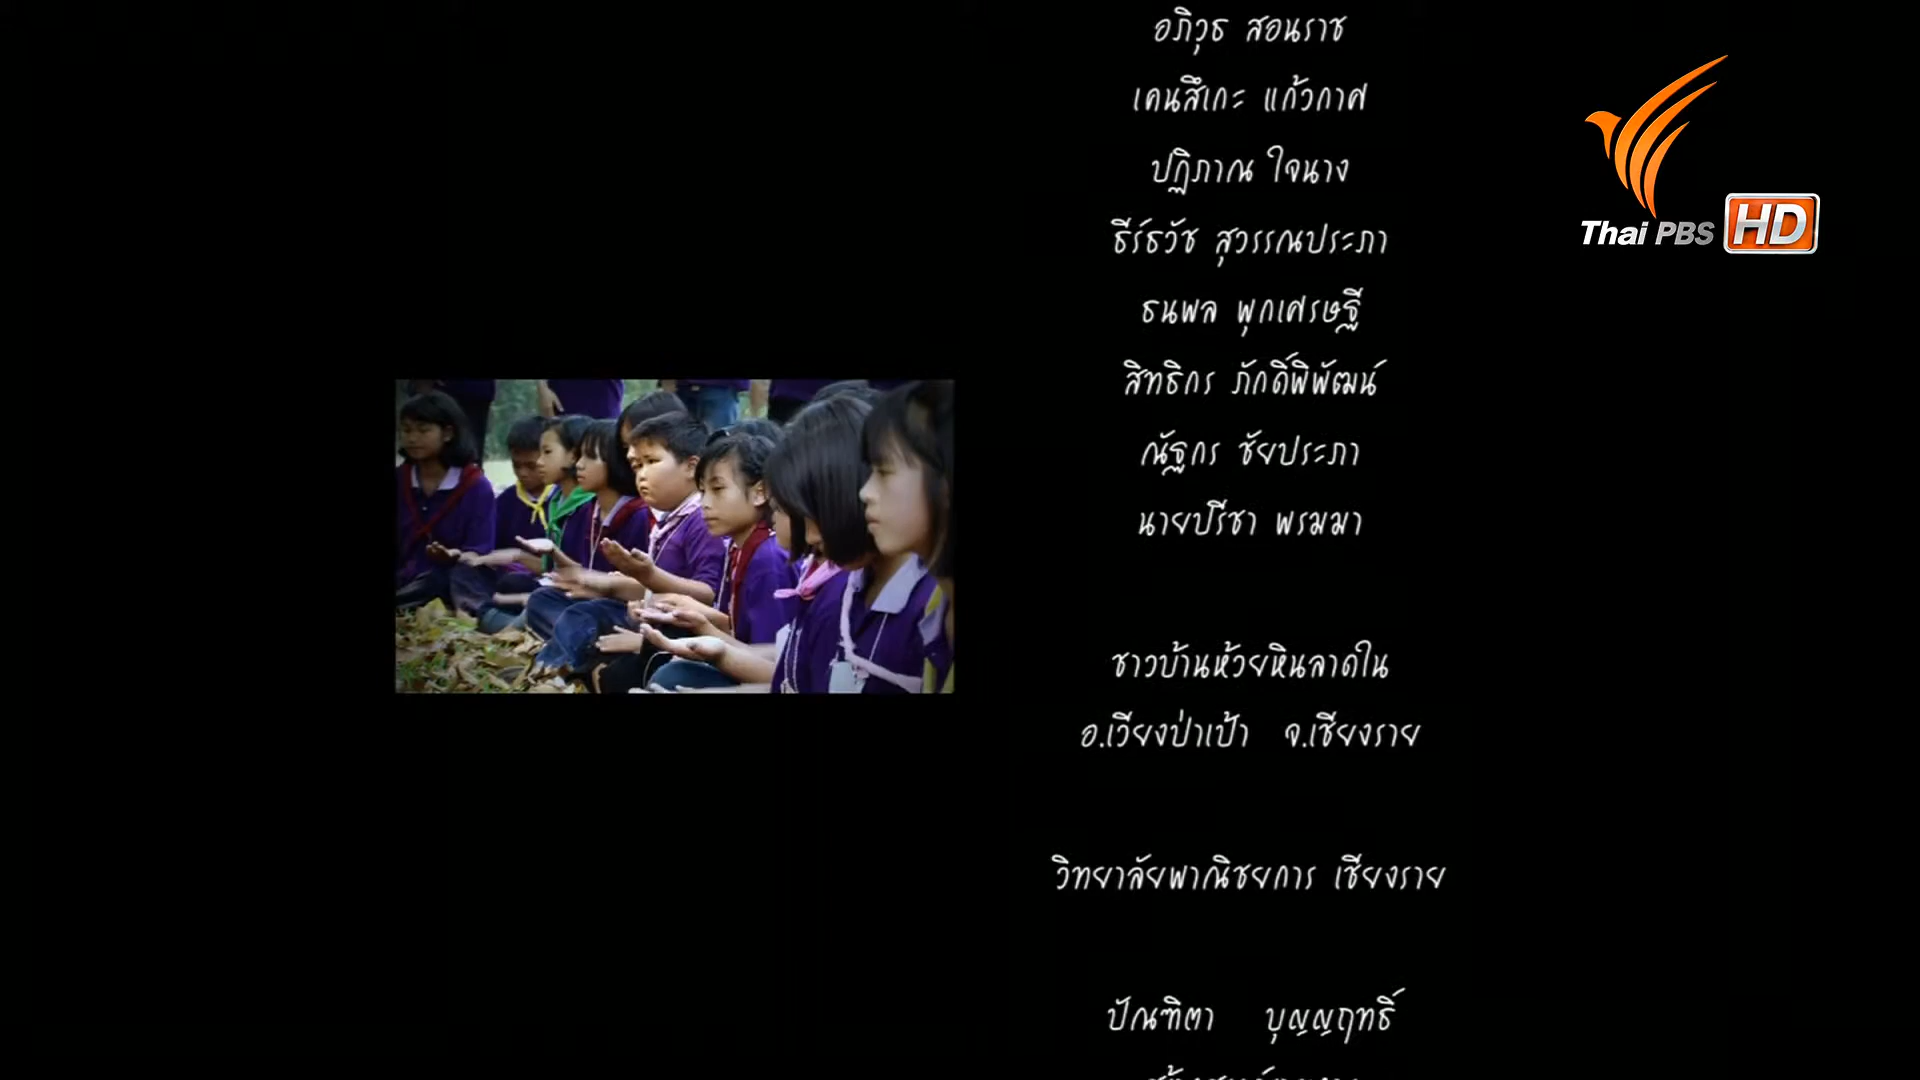 อภิวุธ สอนราช
เคนสึเกะ แก้วกาศ
ปฏิภาณ ใจนาง
ธีร์ธวัช สุวรรณประภา
ธนพล พุกเศรษฐี
สิทธิกร ภักดิ์พิพัฒน์
ณัฐกร ชัยประภา
นายปรีชา พรมมา
ชาวบ้านห้วยหินลาดใน
อ.เวียงป่าเป้า จ.เชียงราย
วิทยาลัยพาณิชยการ เชียงราย
ปัณฑิตา บุญญฤทธิ์
Thai PBS HD